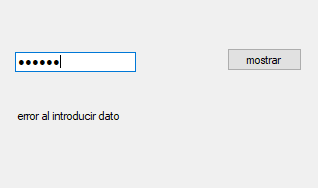 ●●●●●●
mostrar
error al introducir dato